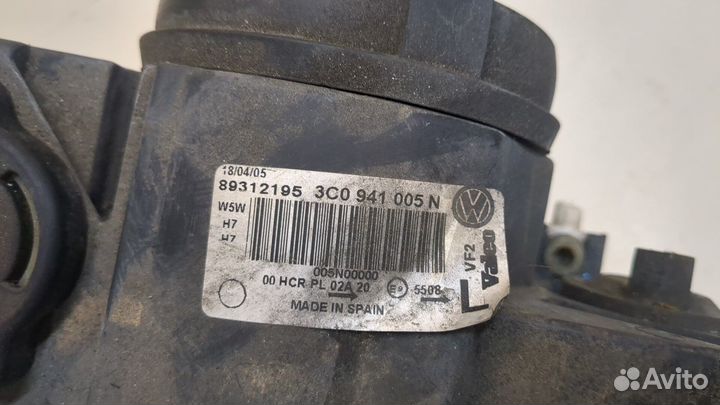 18/04/05
89312195 3C0 941 005 N
W5W
H7
H7
005N00000
00 HCR PL 02A 20 E9 5508
MADE IN SPAIN
L VF2
Valeo
Avito